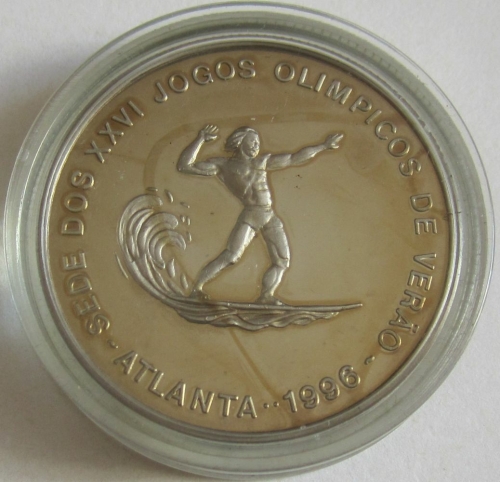 SEDE DOS XXVI JOGOS OLIMPICOS DE VERÃO
- ATLANTA ·· 1996 -